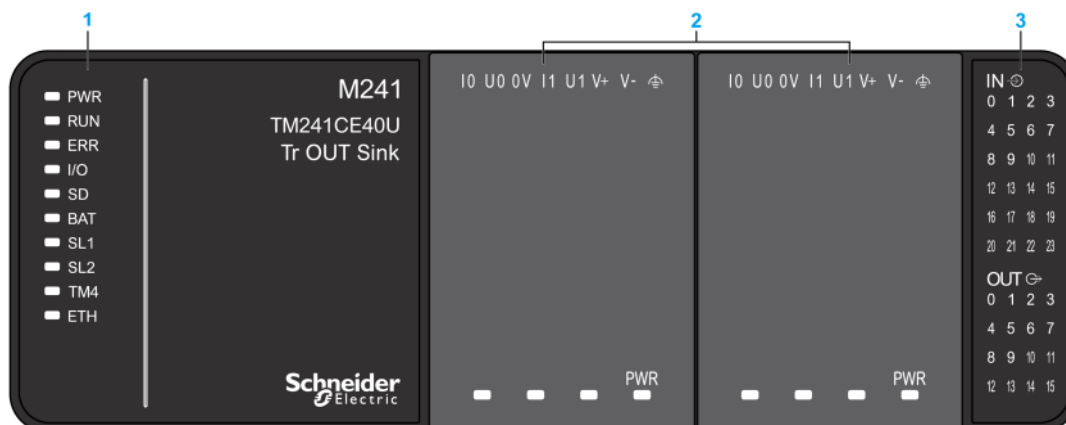 1
2
3
PWR
RUN
ERR
I/O
SD
BAT
SL1
SL2
TM4
ETH
M241
TM241CE40U
Tr OUT Sink
Schneider
Electric
I0 U0 0V I1 U1 V+ V-
PWR
I0 U0 0V I1 U1 V+ V-
PWR
IN
0 1 2 3
4 5 6 7
8 9 10 11
12 13 14 15
16 17 18 19
20 21 22 23
OUT
0 1 2 3
4 5 6 7
8 9 10 11
12 13 14 15